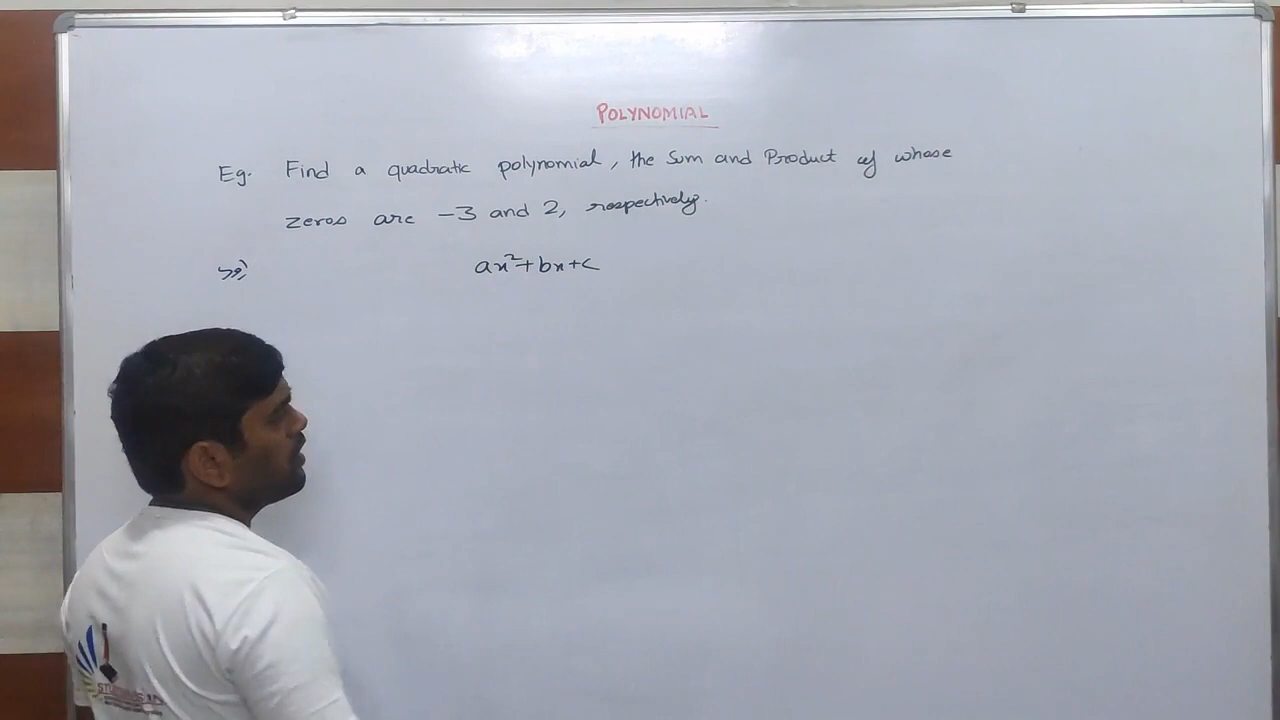 POLYNOMIAL
Eg. Find a quadratic polynomial, the sum and Product of whose
zeros are -3 and 2, respectively.
ax²+bx+c